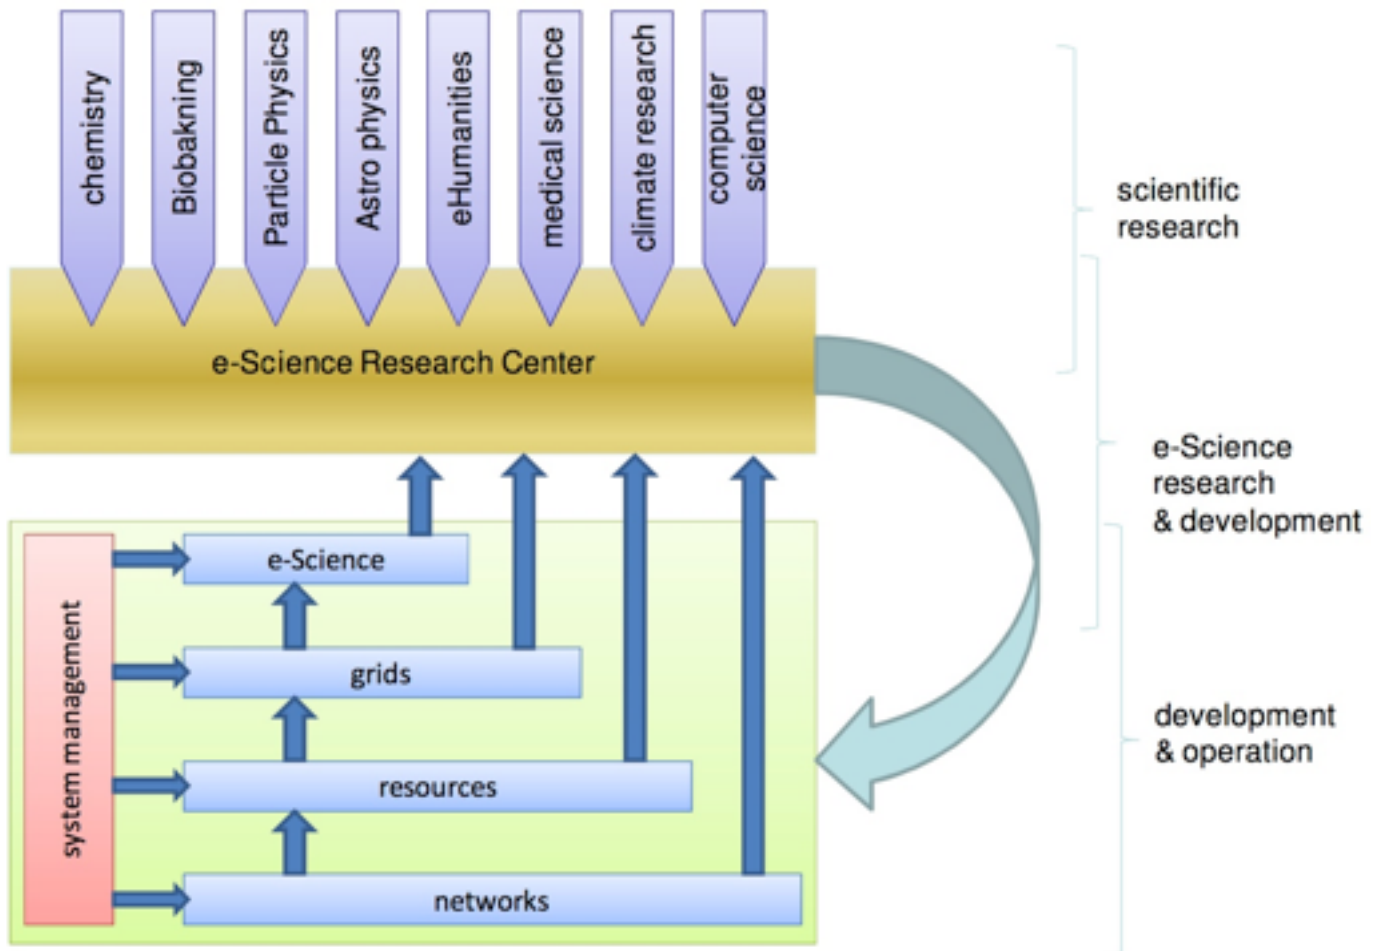 chemistry
Biobakning
Particle Physics
Astro physics
eHumanities
medical science
climate research
computer
science
scientific
research
e-Science Research Center
e-Science
research
& development
e-Science
grids
resources
networks
system management
development
& operation